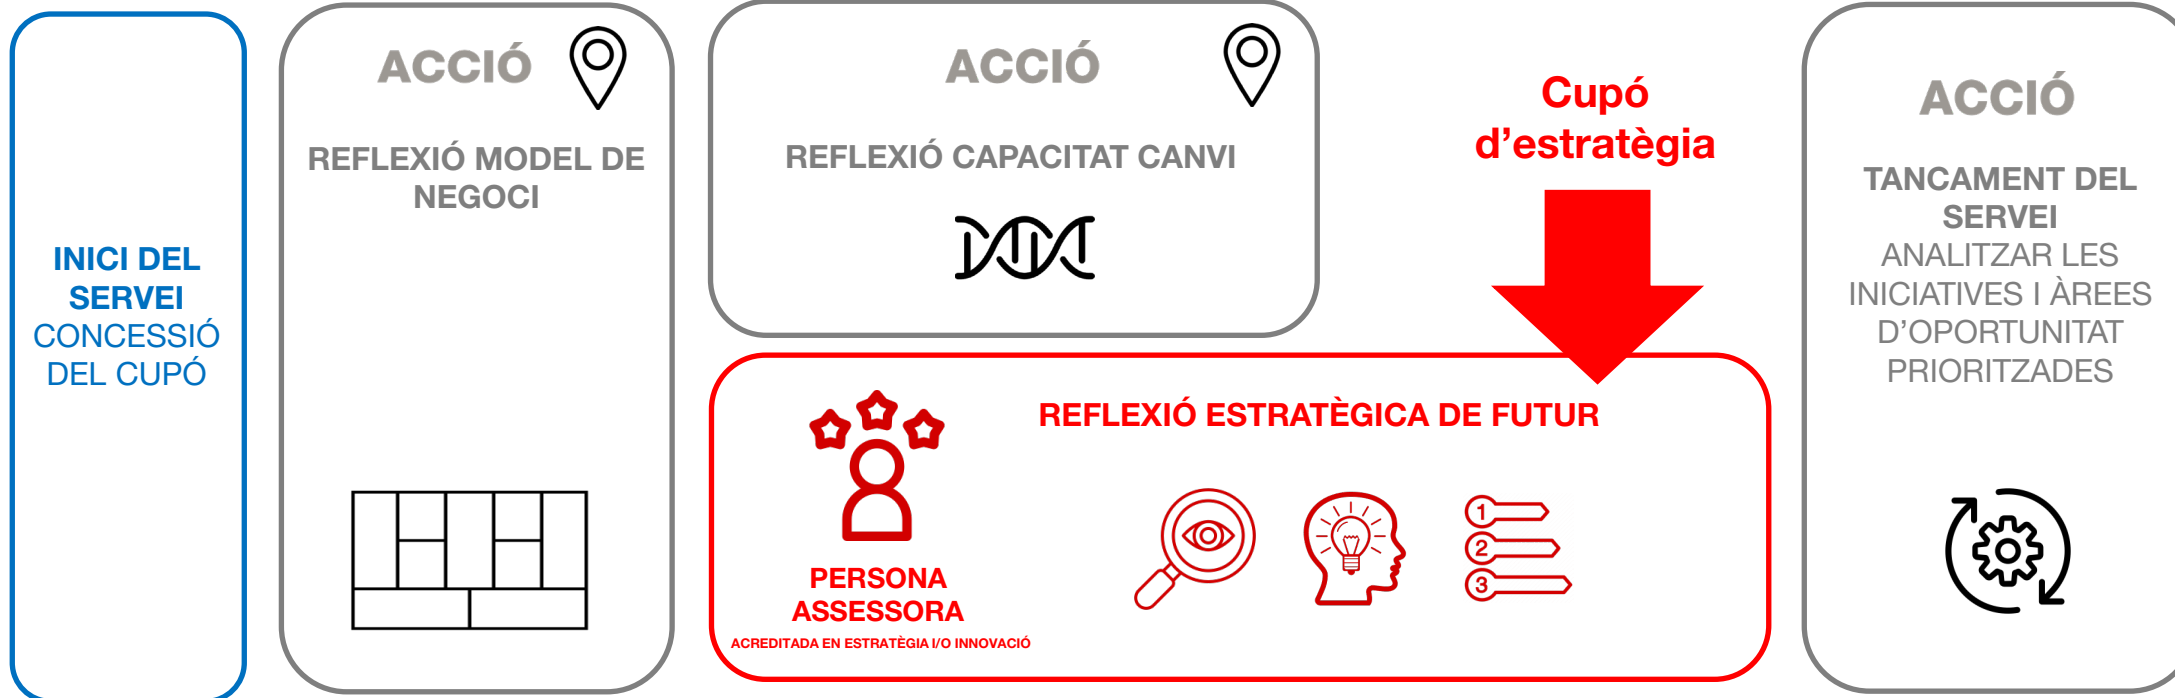 INICI DEL
SERVEI
CONCESSIÓ
DEL CUPÓ
ACCIÓ
REFLEXIÓ MODEL DE
NEGOCI
ACCIÓ
REFLEXIÓ CAPACITAT CANVI
Cupó
d’estratègia
REFLEXIÓ ESTRATÈGICA DE FUTUR
PERSONA
ASSESSORA
ACREDITADA EN ESTRATÈGIA I/O INNOVACIÓ
1
2
3
ACCIÓ
TANCAMENT DEL
SERVEI
ANALITZAR LES
INICIATIVES I ÀREES
D’OPORTUNITAT
PRIORITZADES